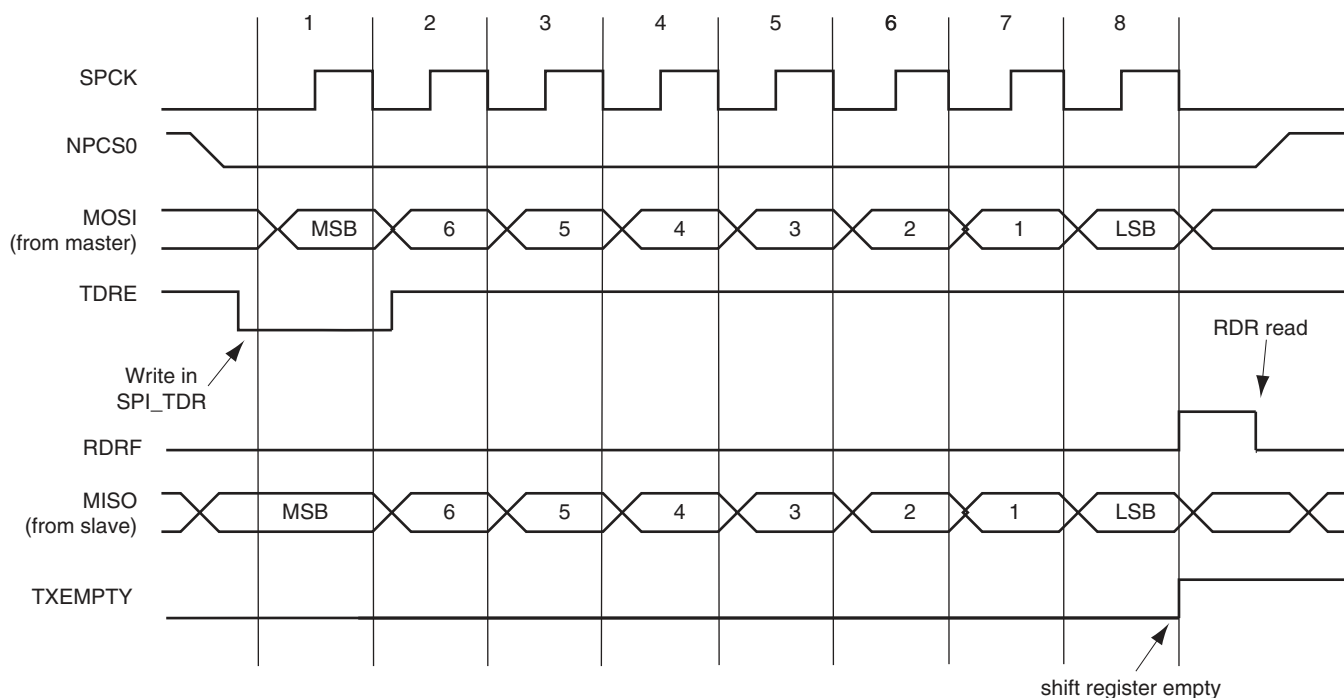 1 2 3 4 5 6 7 8
SPCK
NPCS0
MOSI
(from master)
MSB 6 5 4 3 2 1 LSB
TDRE
RDR read
Write in
SPI_TDR
RDRF
MISO
(from slave)
MSB 6 5 4 3 2 1 LSB
TXEMPTY
shift register empty